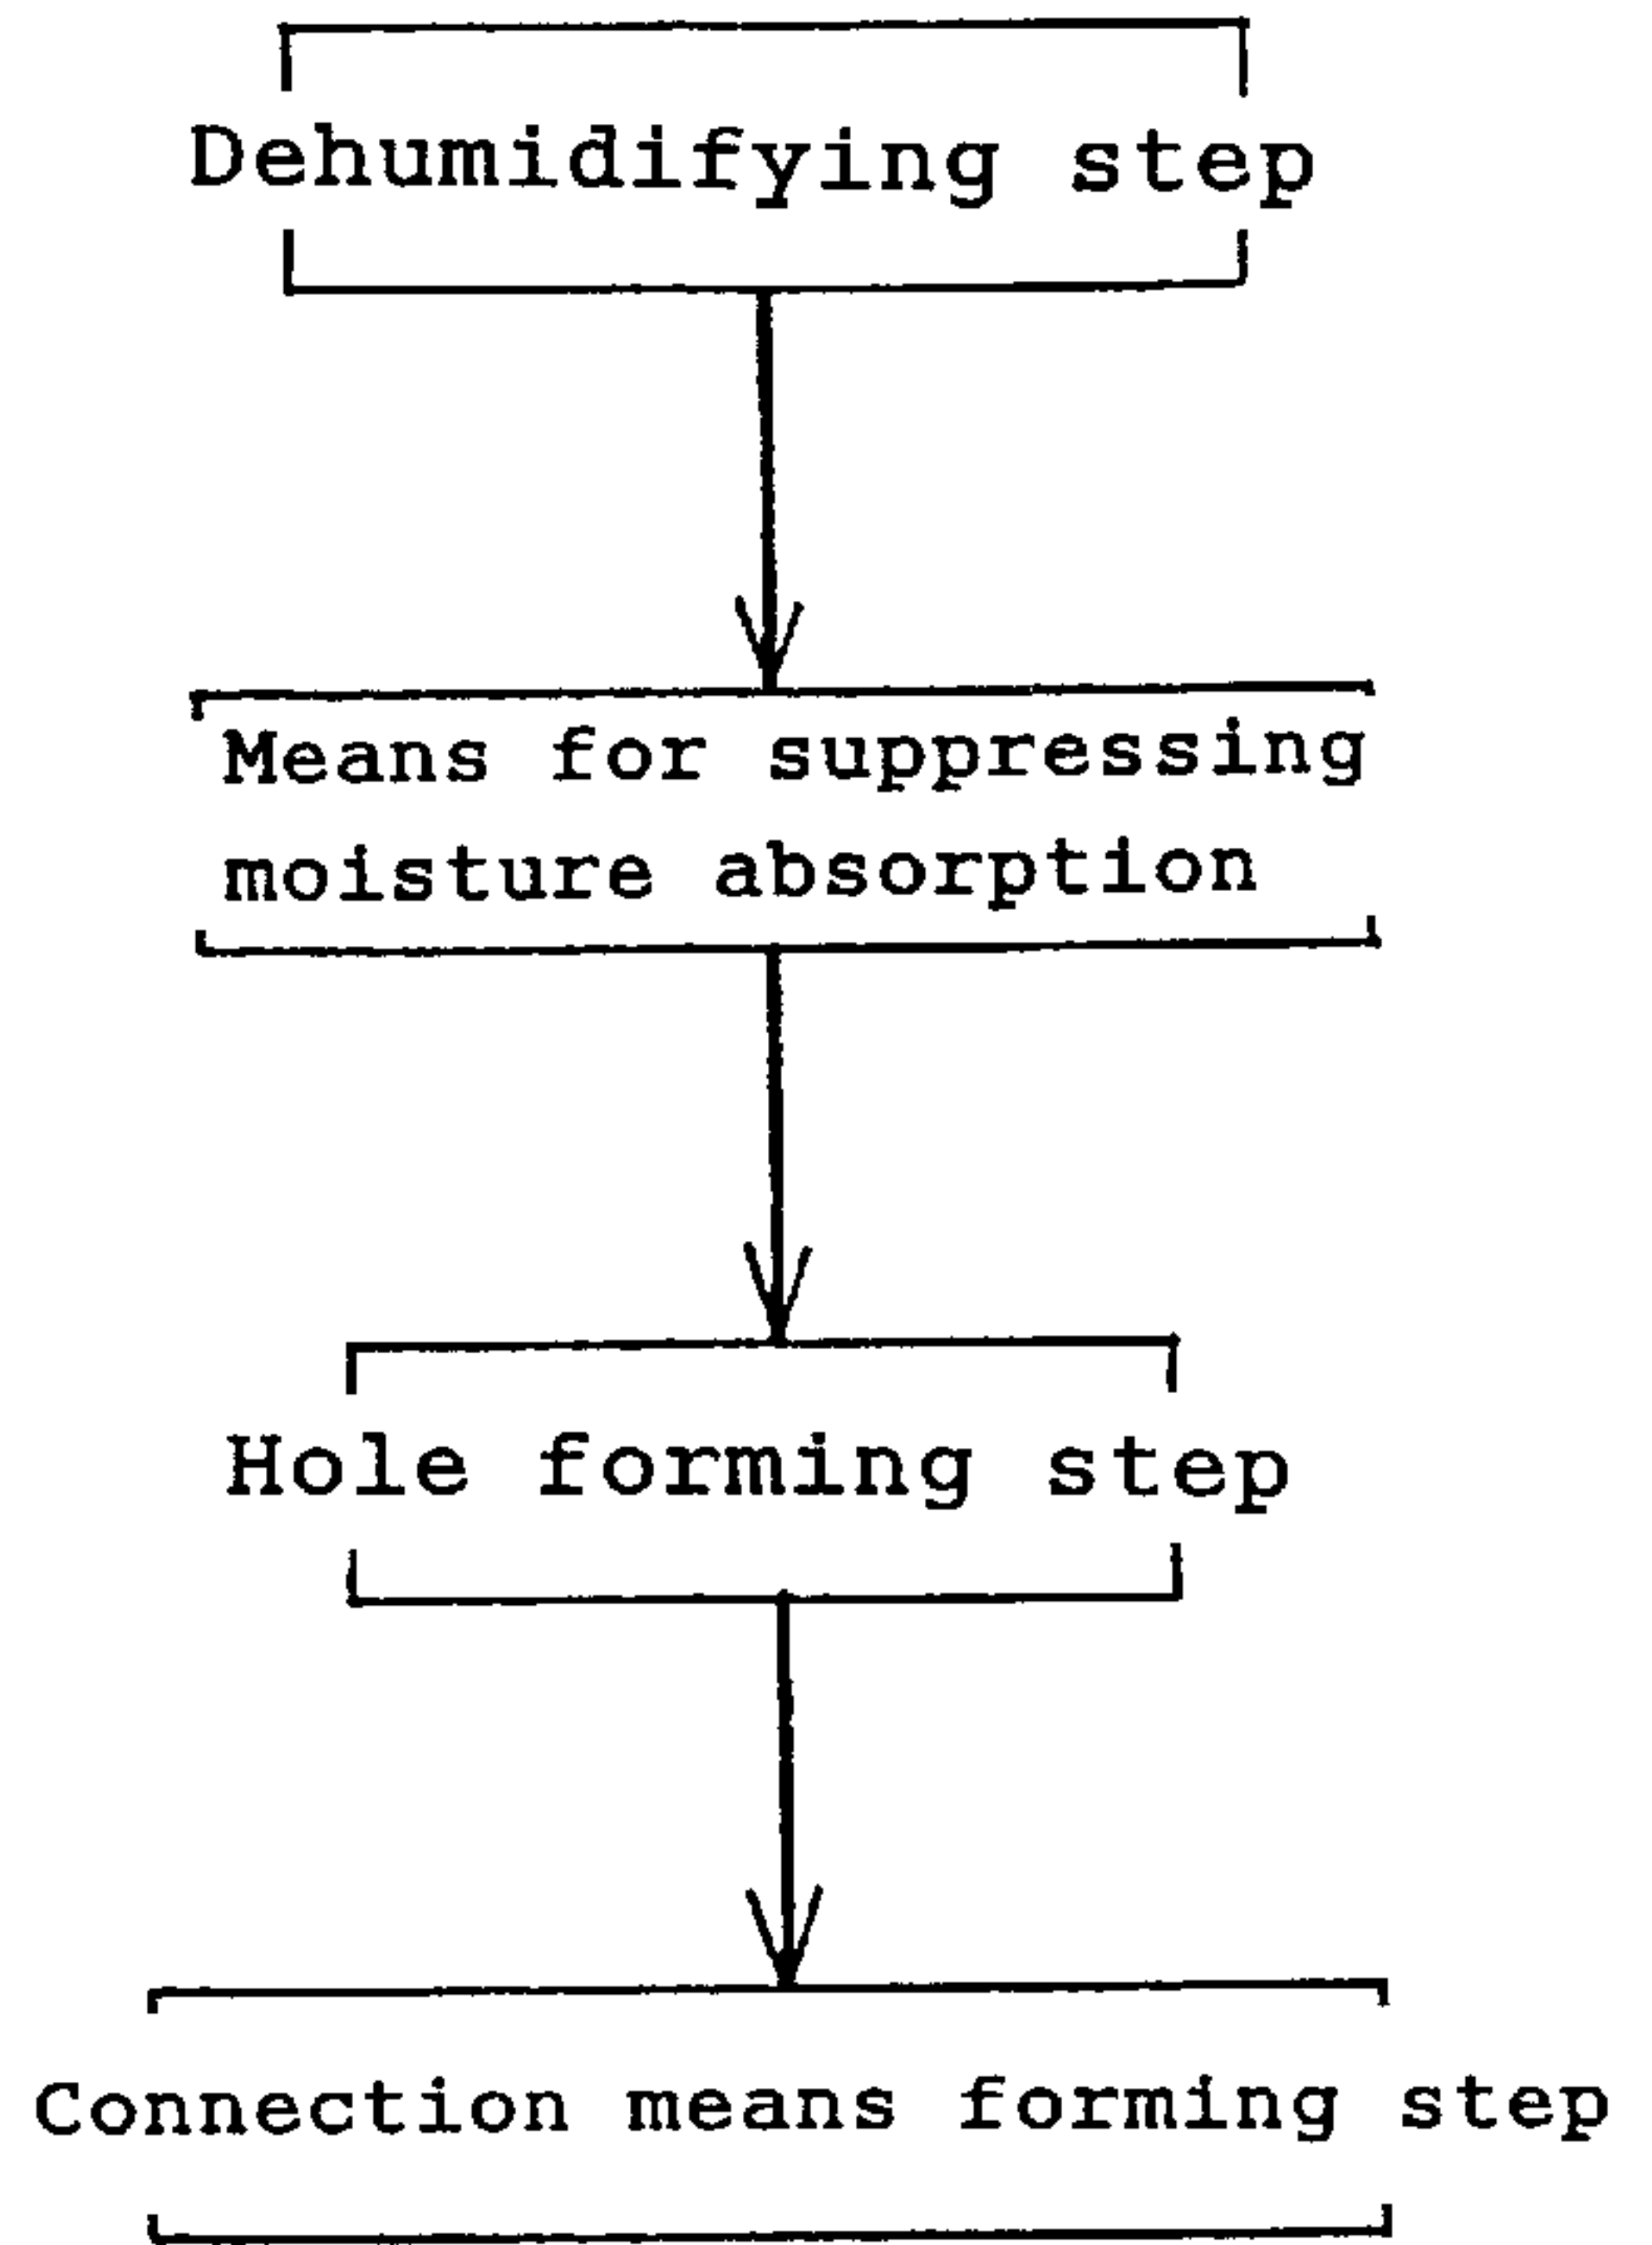 Dehumidifying step
Means for suppressing
moisture absorption
Hole forming step
Connection means forming step